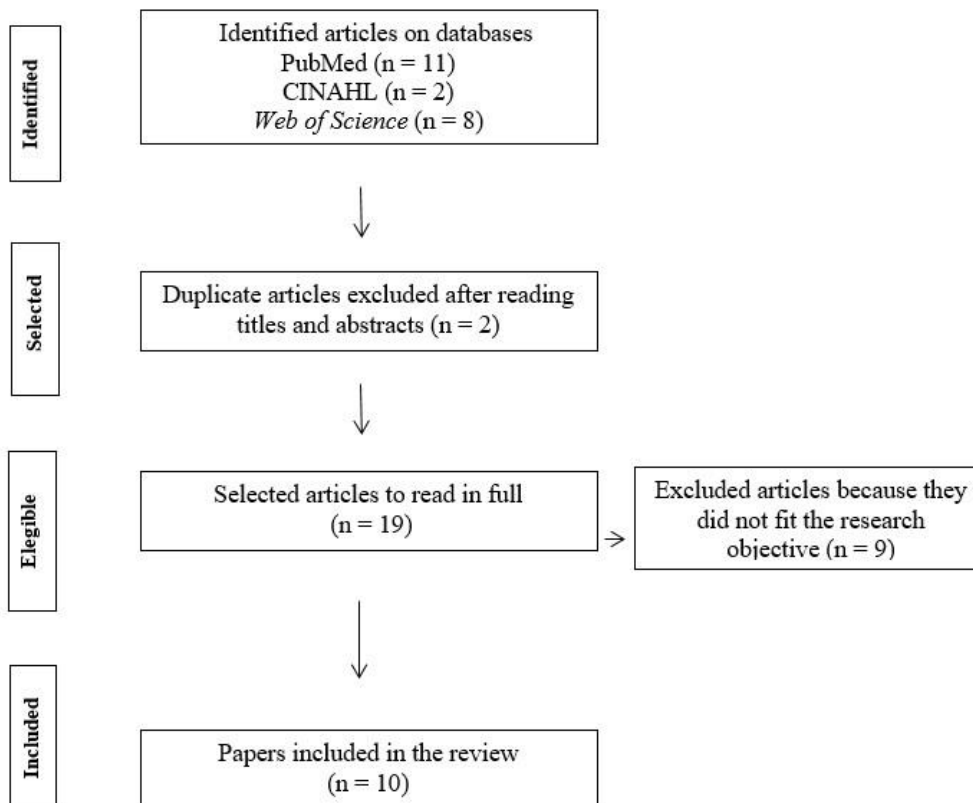 Identified
Identified articles on databases
PubMed (n = 11)
CINAHL (n = 2)
Web of Science (n = 8)
Selected
Duplicate articles excluded after reading
titles and abstracts (n = 2)
Elegible
Selected articles to read in full
(n = 19)
Excluded articles because they
did not fit the research
objective (n = 9)
Included
Papers included in the review
(n = 10)